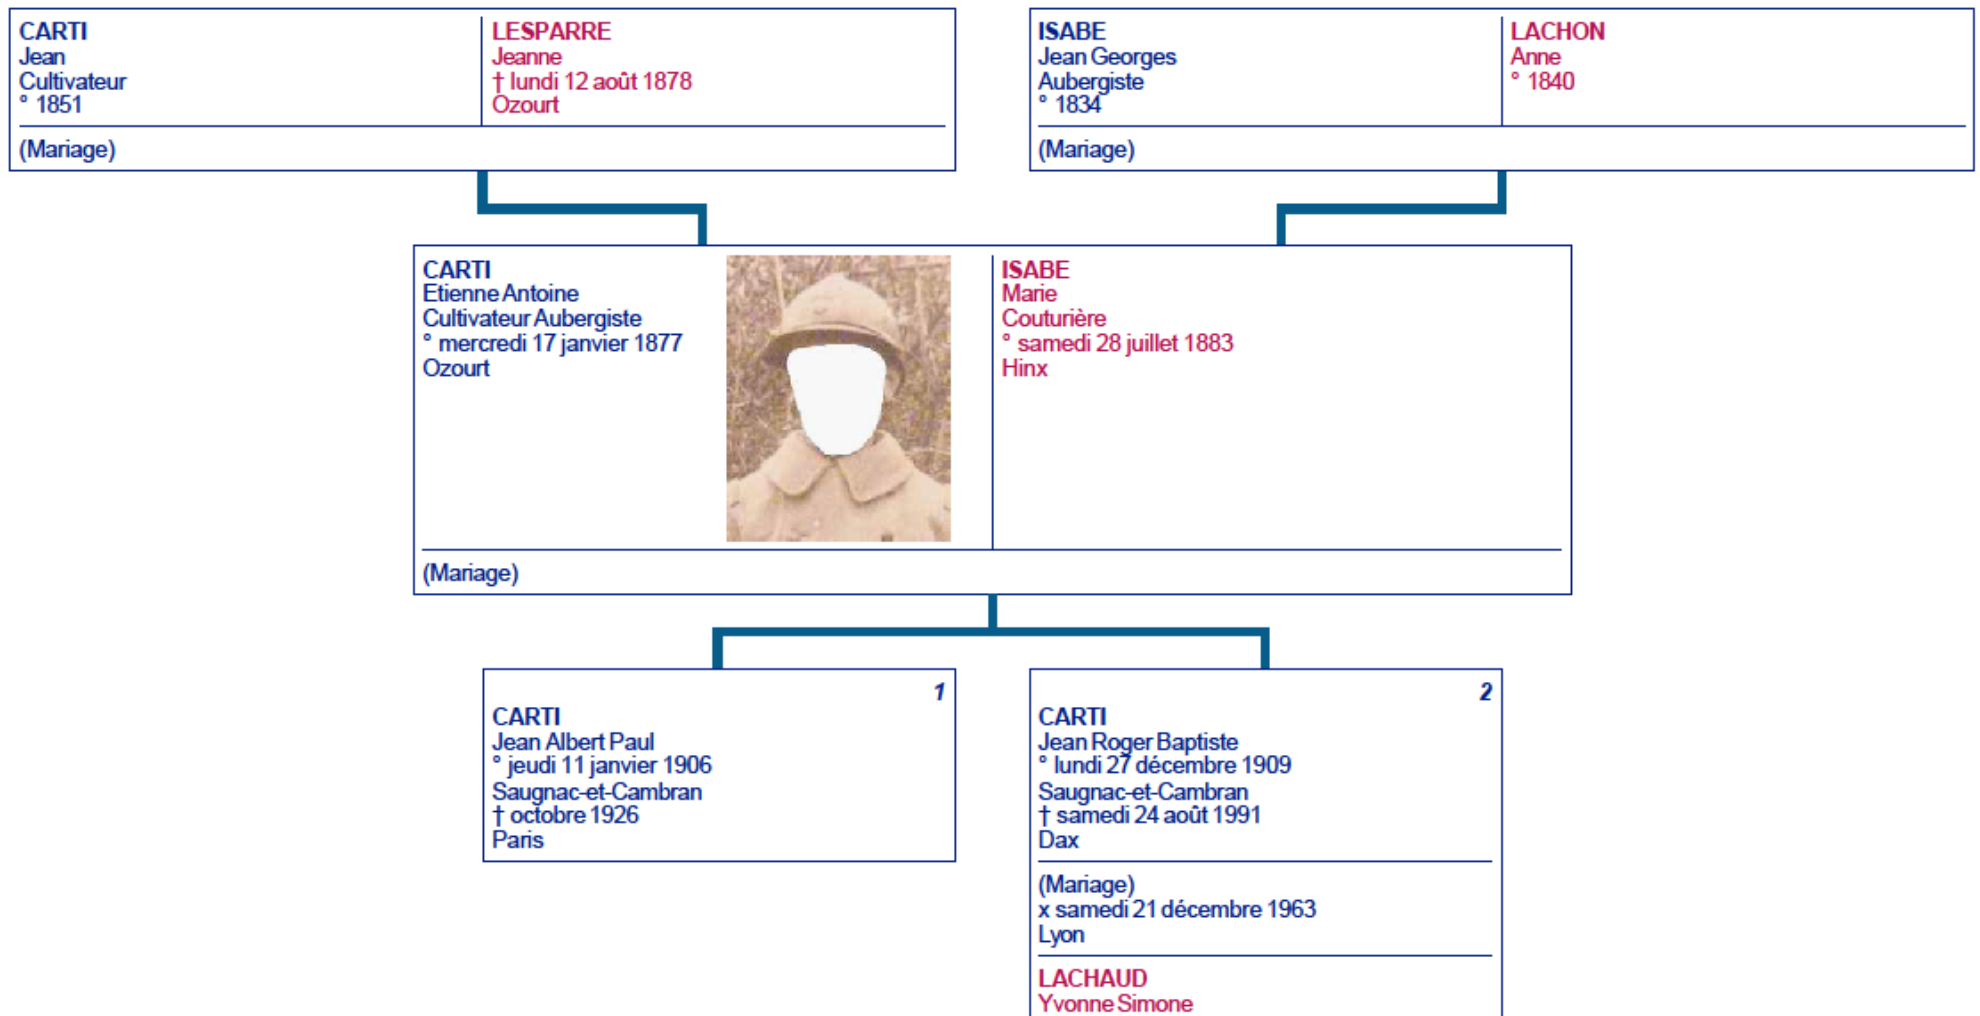 CARTI
Jean
Cultivateur
° 1851
LESPARRE
Jeanne
† lundi 12 août 1878
Ozourt
(Mariage)
ISABE
Jean Georges
Aubergiste
° 1834
LACHON
Anne
° 1840
(Mariage)
CARTI
Etienne Antoine
Cultivateur Aubergiste
° mercredi 17 janvier 1877
Ozourt
ISABE
Marie
Couturière
° samedi 28 juillet 1883
Hinx
(Mariage)
1
CARTI
Jean Albert Paul
° jeudi 11 janvier 1906
Saugnac-et-Cambran
† octobre 1926
Paris
2
CARTI
Jean Roger Baptiste
° lundi 27 décembre 1909
Saugnac-et-Cambran
† samedi 24 août 1991
Dax
(Mariage)
x samedi 21 décembre 1963
Lyon
LACHAUD
Yvonne Simone